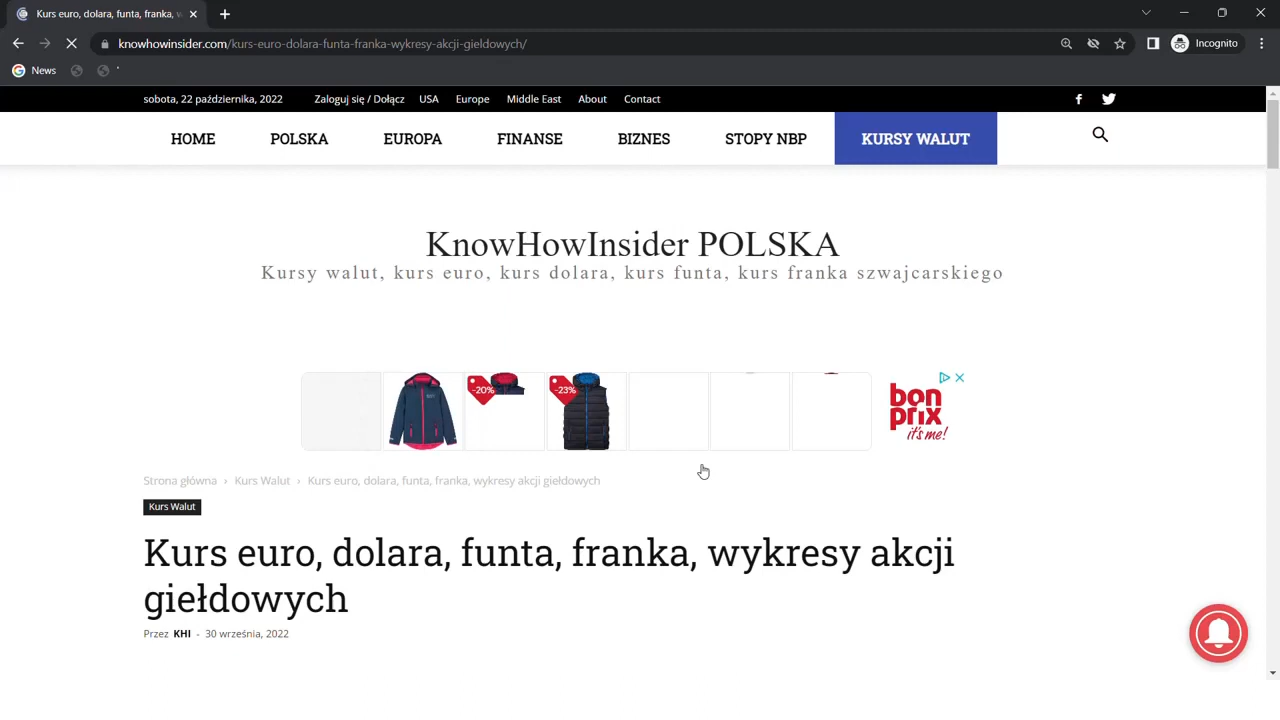 Kurs euro, dolara, funta, franka, w
knowhowinsider.com/kurs-euro-dolara-funta-franka-wykresy-akcji-gieldowych/
Incognito
News
sobota, 22 października, 2022
Zaloguj się / Dołącz
USA
Europe
Middle East
About
Contact
HOME
POLSKA
EUROPA
FINANSE
BIZNES
STOPY NBP
KURSY WALUT
KnowHowInsider POLSKA
Kursy walut, kurs euro, kurs dolara, kurs funta, kurs franka szwajcarskiego
-20%
-23%
bon
prix
it's me!
Strona główna › Kurs Walut › Kurs euro, dolara, funta, franka, wykresy akcji giełdowych
Kurs Walut
Kurs euro, dolara, funta, franka, wykresy akcji
giełdowych
Przez KHI - 30 września, 2022